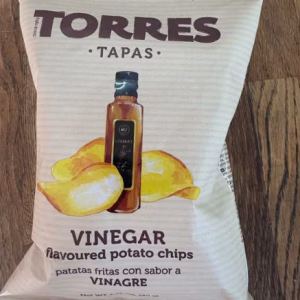 TORRES
· TAPAS ·
VINEGAR
flavoured potato chips
patatas fritas con sabor a
VINAGRE